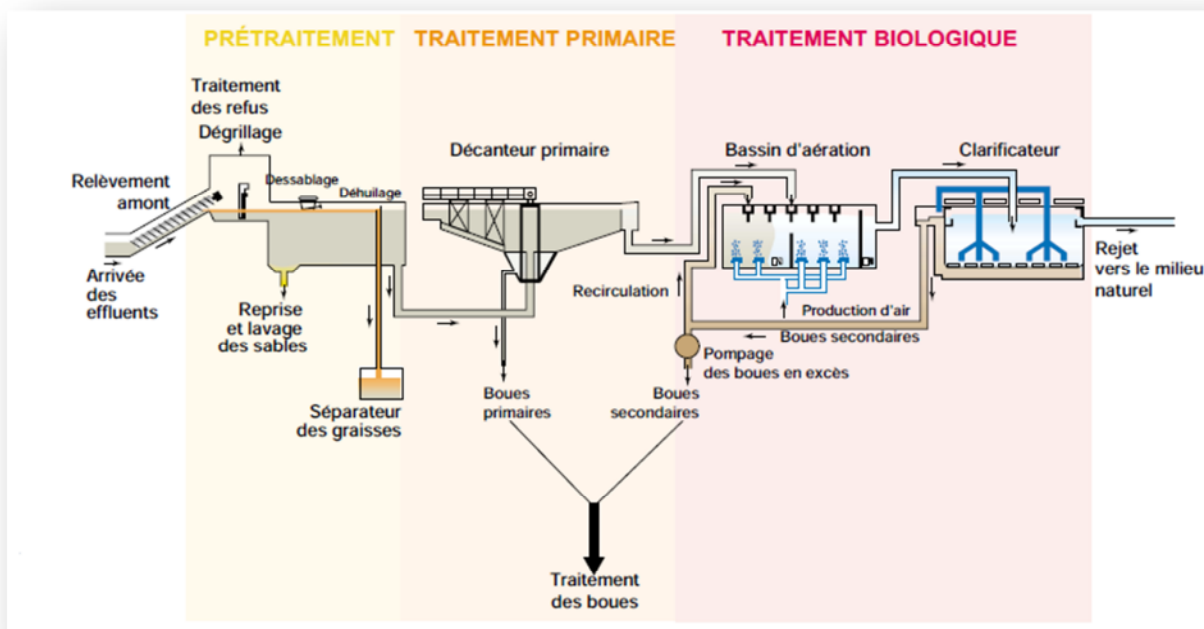 PRÉTRAITEMENT
TRAITEMENT PRIMAIRE
TRAITEMENT BIOLOGIQUE
Traitement
des refus
Dégrillage
Relèvement
amont
Dessablage
Déhuilage
Arrivée
des
effluents
Reprise
et lavage
des sables
Séparateur
des graisses
Décanteur primaire
Boues
primaires
Bassin d'aération
Clarificateur
Recirculation
Production d'air
Boues secondaires
Pompage
des boues en excès
Boues
secondaires
Rejet
vers le milieu
naturel
Traitement
des boues